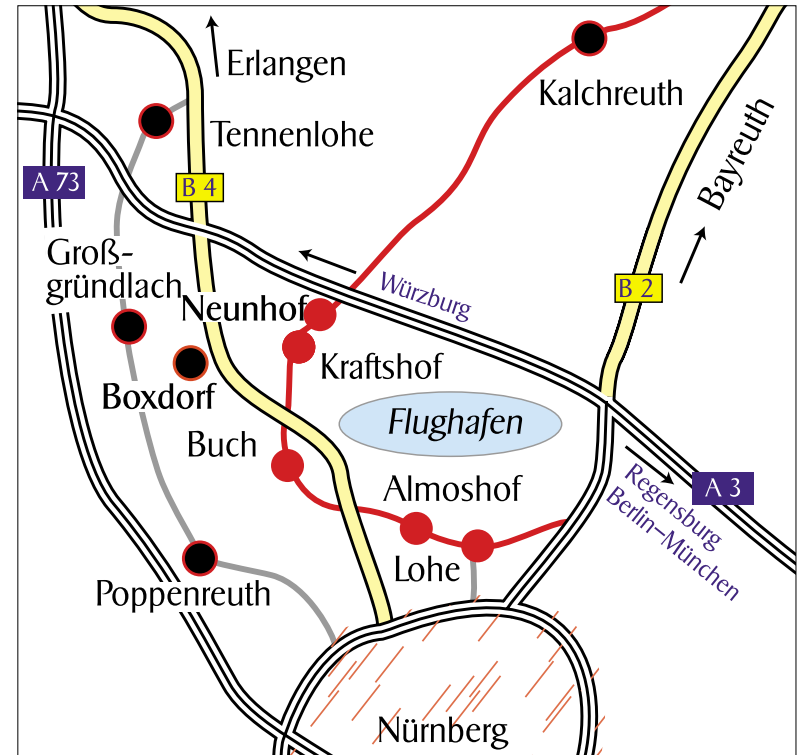 Erlangen
Kalchreuth
Tennenlohe
Bayreuth
A 73
B 4
Groß-
gründlach
Würzburg
B 2
Neunhof
Kraftshof
Boxdorf
Flughafen
Buch
Almoshof
A 3
Regensburg
Berlin–München
Lohe
Poppenreuth
Nürnberg